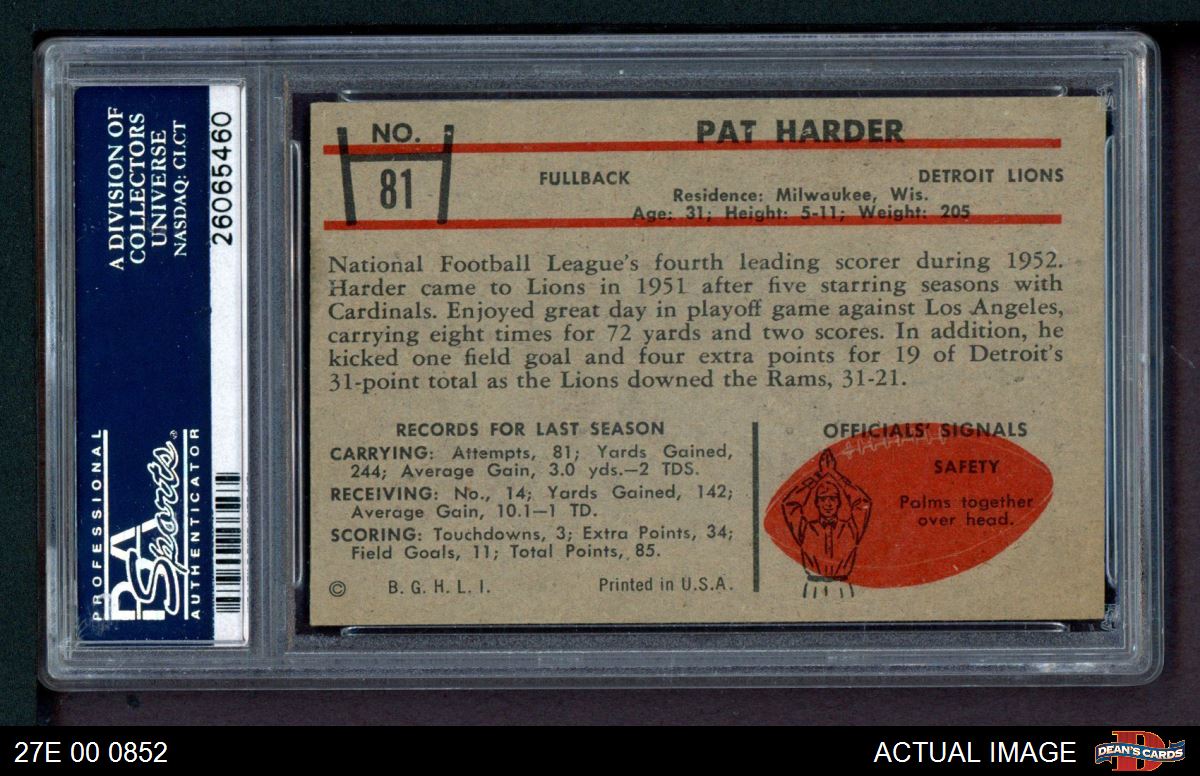 A DIVISION OF
COLLECTORS
UNIVERSE
NASDAQ: CLCT
26065460
PROFESSIONAL
PSA
Sports
AUTHENTICATOR
NO.
81
PAT HARDER
FULLBACK
DETROIT LIONS
Residence: Milwaukee, Wis.
Age: 31; Height: 5-11; Weight: 205
National Football League's fourth leading scorer during 1952.
Harder came to Lions in 1951 after five starring seasons with
Cardinals. Enjoyed great day in playoff game against Los Angeles,
carrying eight times for 72 yards and two scores. In addition, he
kicked one field goal and four extra points for 19 of Detroit's
31-point total as the Lions downed the Rams, 31-21.
RECORDS FOR LAST SEASON
CARRYING: Attempts, 81; Yards Gained,
244; Average Gain, 3.0 yds.—2 TDS.
RECEIVING: No., 14; Yards Gained, 142;
Average Gain, 10.1—1 TD.
SCORING: Touchdowns, 3; Extra Points, 34;
Field Goals, 11; Total Points, 85.
© B. G. H. L. I. Printed in U.S.A.
OFFICIALS' SIGNALS
SAFETY
Palms together
over head.
27E 00 0852
ACTUAL IMAGE
DEAN'S CARDS